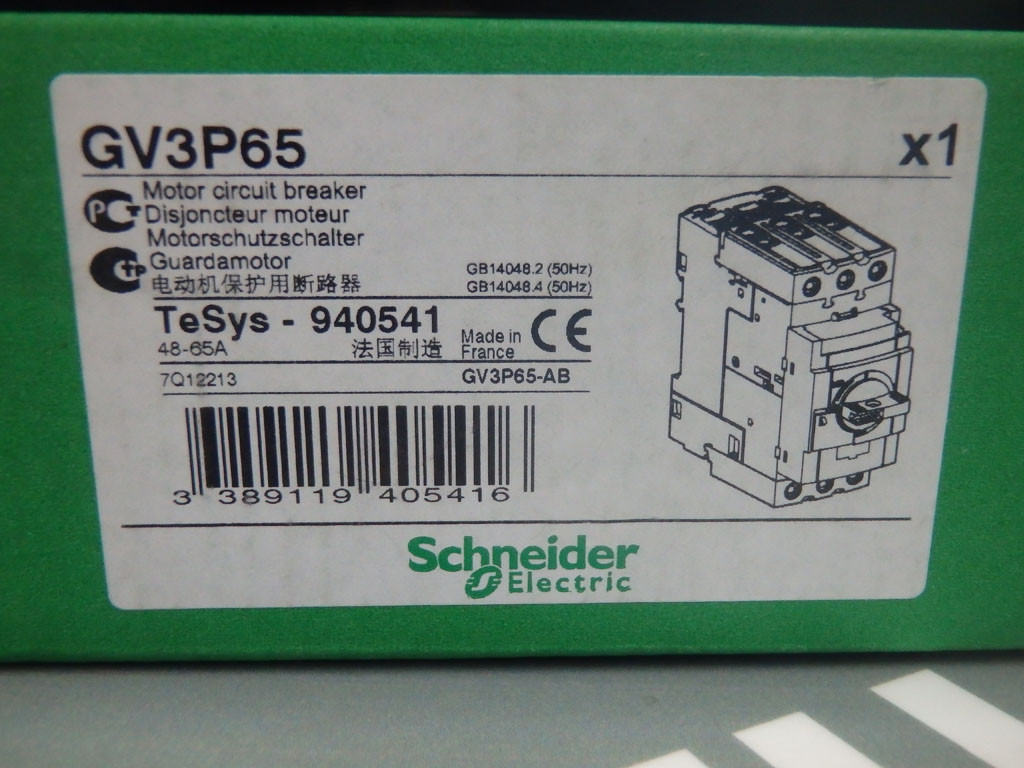 GV3P65 x1
Motor circuit breaker
Disjoncteur moteur
Motorschutzschalter
Guardamotor
电动机保护用断路器
GB14048.2 (50Hz)
GB14048.4 (50Hz)
TeSys - 940541
48-65A 法国制造
Made in
France
CE
7Q12213 GV3P65-AB
3 389119 405416
Schneider
Electric